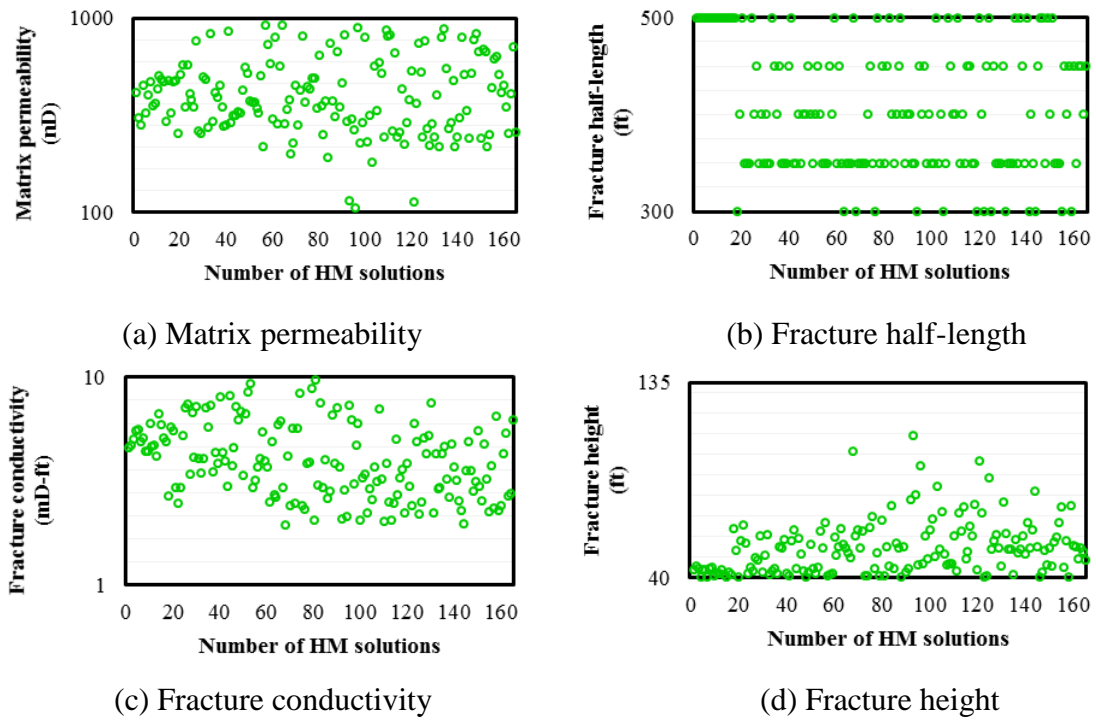 1000
Matrix permeability
(nD)
100
0 20 40 60 80 100 120 140 160
Number of HM solutions
(a) Matrix permeability
500
Fracture half-length
(ft)
300
0 20 40 60 80 100 120 140 160
Number of HM solutions
(b) Fracture half-length
10
Fracture conductivity
(mD-ft)
1
0 20 40 60 80 100 120 140 160
Number of HM solutions
(c) Fracture conductivity
135
Fracture height
(ft)
40
0 20 40 60 80 100 120 140 160
Number of HM solutions
(d) Fracture height